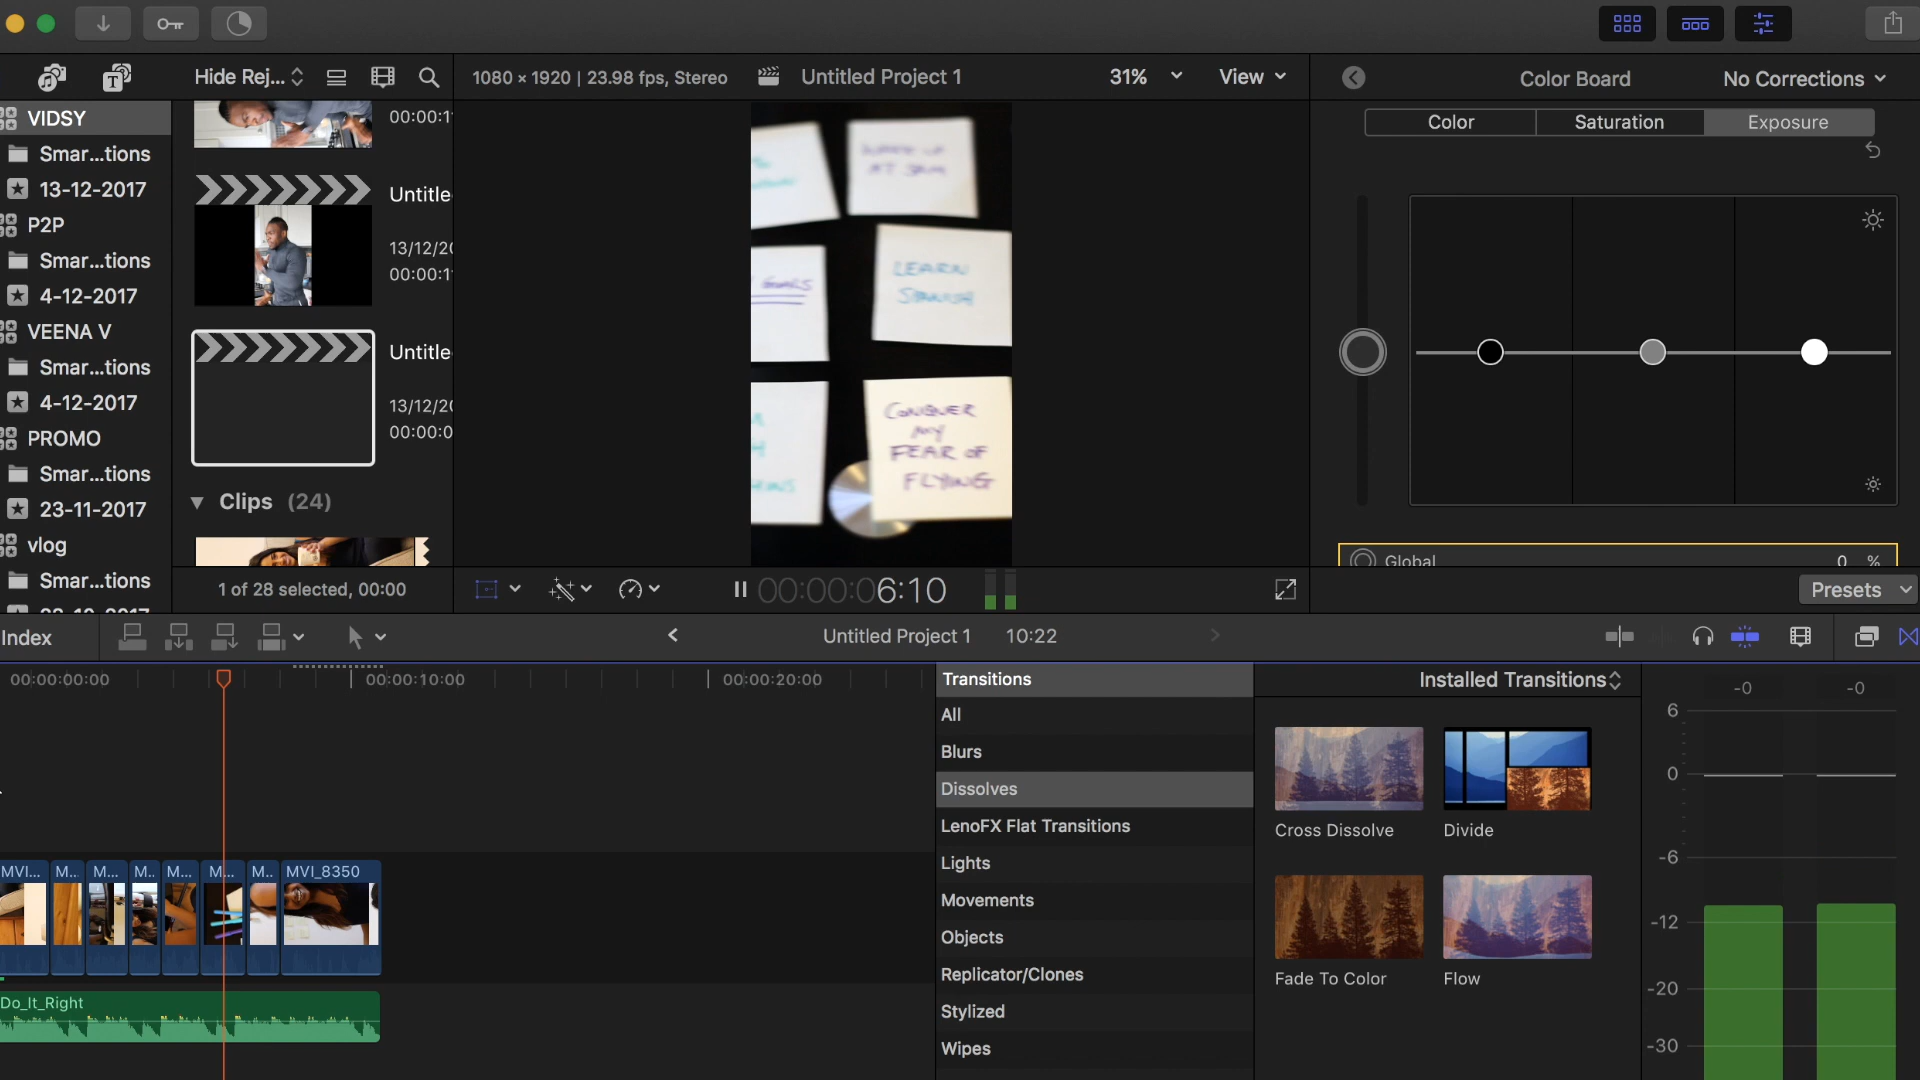 Hide Rej...
1080 × 1920 | 23.98 fps, Stereo
Untitled Project 1
31%
View
Color Board
No Corrections
Color
Saturation
Exposure
VIDSY
Smar...tions
13-12-2017
P2P
Smar...tions
4-12-2017
VEENA V
Smar...tions
4-12-2017
PROMO
Smar...tions
23-11-2017
vlog
Smar...tions
00:00:1
Untitle
13/12/20
00:00:1
Untitle
13/12/20
00:00:0
Clips (24)
1 of 28 selected, 00:00
GOALS
LEARN
SPANISH
CONQUER
MY
FEAR OF
FLYING
00:00:06:10
Global
0 %
Presets
Index
Untitled Project 1
10:22
00:00:00:00
00:00:10:00
00:00:20:00
MVI...
M...
M...
M..
M...
M...
M..
MVI_8350
Do_It_Right
Transitions
All
Blurs
Dissolves
LenoFX Flat Transitions
Lights
Movements
Objects
Replicator/Clones
Stylized
Wipes
Installed Transitions
Cross Dissolve
Divide
Fade To Color
Flow
-0
-0
6
0
-6
-12
-20
-30